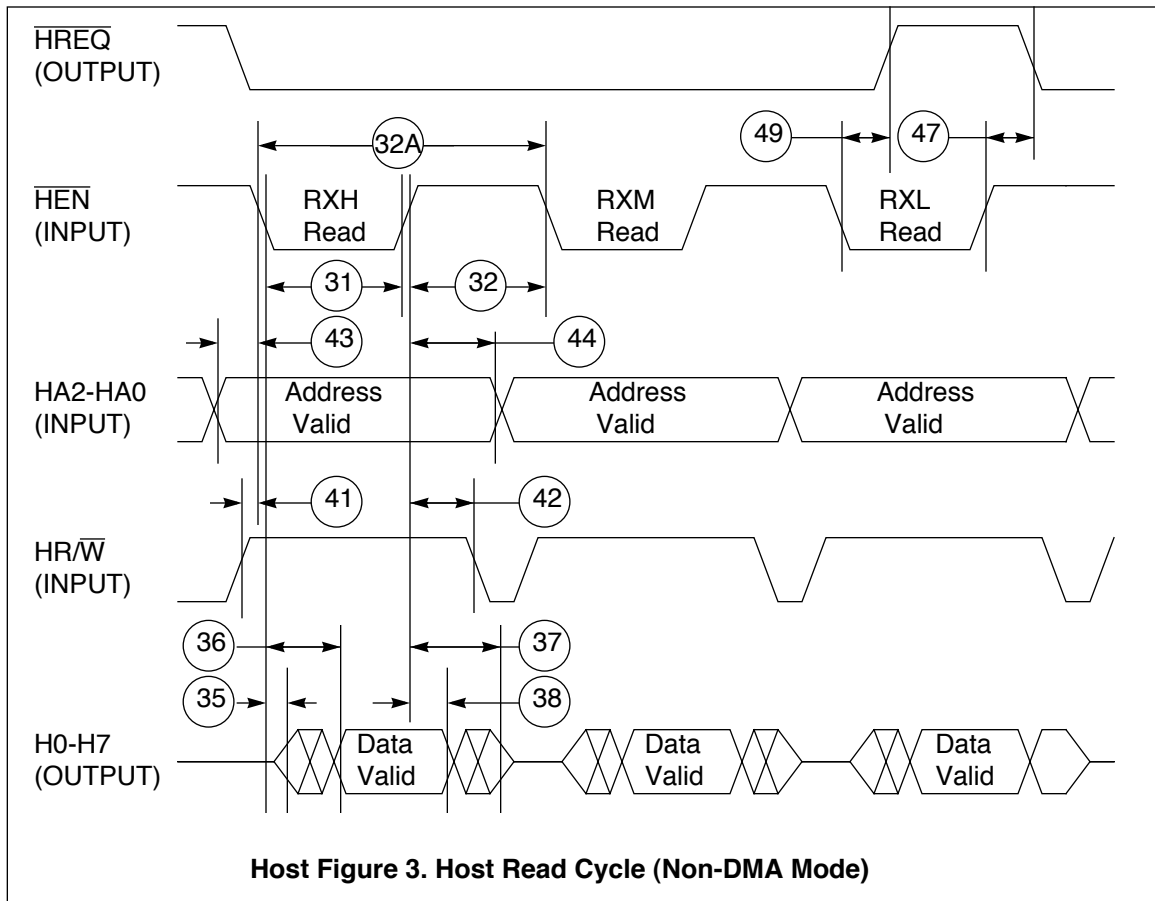 HREQ
(OUTPUT)
32A
49
47
HEN
(INPUT)
RXH
Read
RXM
Read
RXL
Read
31
32
43
44
HA2-HA0
(INPUT)
Address
Valid
Address
Valid
Address
Valid
41
42
HR/W
(INPUT)
36
37
35
38
H0-H7
(OUTPUT)
Data
Valid
Data
Valid
Data
Valid
Host Figure 3. Host Read Cycle (Non-DMA Mode)